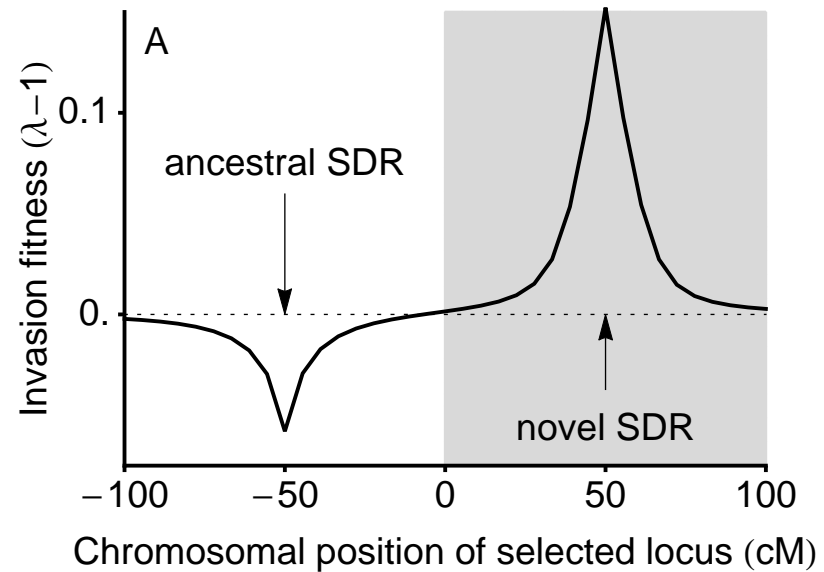 A
Invasion fitness (λ−1)
0.1
ancestral SDR
0.
novel SDR
−100 −50 0 50 100
Chromosomal position of selected locus (cM)